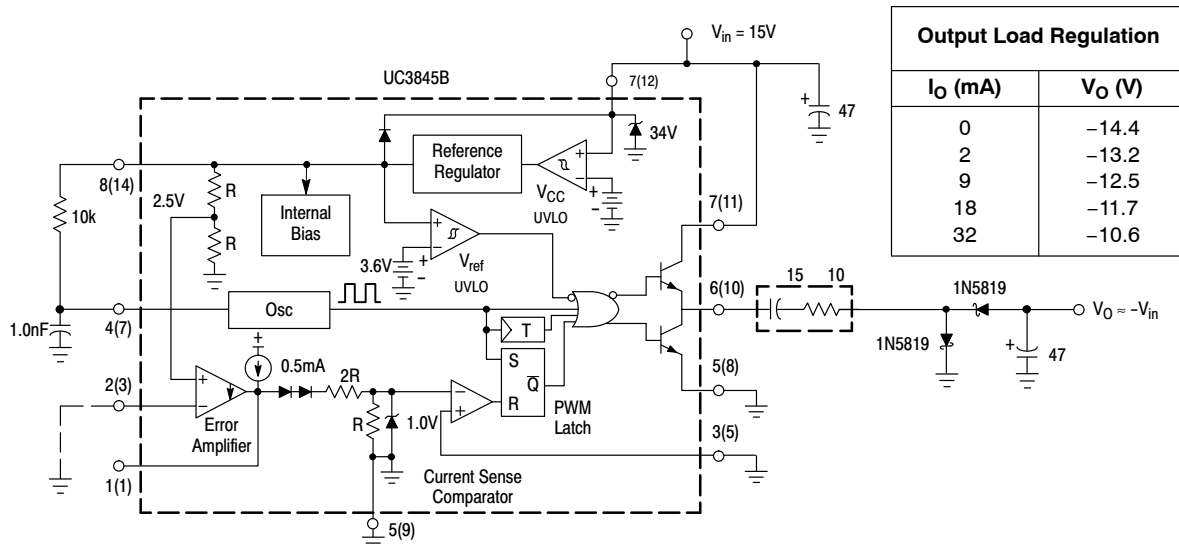 V_in = 15V
Output Load Regulation
I_O (mA) V_O (V)
0 −14.4
2 −13.2
9 −12.5
18 −11.7
32 −10.6
UC3845B
7(12)
+
47
34V
8(14)
Reference
Regulator
+
−
V_CC
UVLO
+
−
R
2.5V
Internal
Bias
10k
R
+
−
V_ref
UVLO
3.6V
+
−
7(11)
15 10
6(10)
1N5819
V_O ≈ −V_in
1N5819
+
47
Osc
4(7)
1.0nF
T
+
0.5mA
S
Q̅
R
PWM
Latch
5(8)
2(3)
+
−
Error
Amplifier
2R
R
1.0V
−
+
3(5)
1(1)
Current Sense
Comparator
5(9)